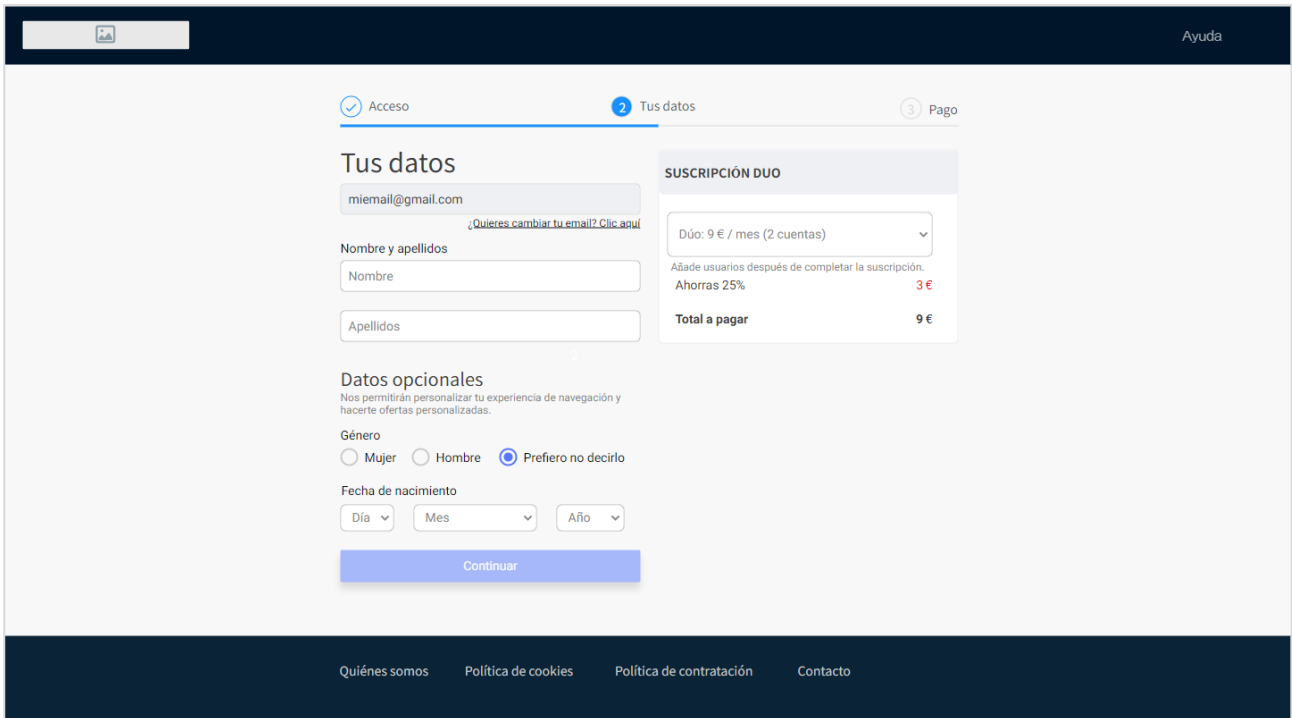 Ayuda
Acceso
2 Tus datos
3 Pago
Tus datos
miemail@gmail.com
¿Quieres cambiar tu email? Clic aquí
Nombre y apellidos
Nombre
Apellidos
Datos opcionales
Nos permitirán personalizar tu experiencia de navegación y
hacerte ofertas personalizadas.
Género
Mujer Hombre Prefiero no decirlo
Fecha de nacimiento
Día Mes Año
Continuar
SUSCRIPCIÓN DUO
Dúo: 9 € / mes (2 cuentas)
Añade usuarios después de completar la suscripción.
Ahorras 25% 3 €
Total a pagar 9 €
Quiénes somos Política de cookies Política de contratación Contacto